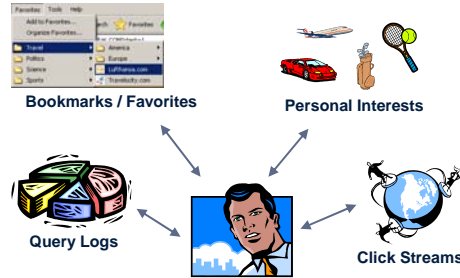 Favorites Tools Help
Add to Favorites...
Organize Favorites...
Travel
Politics
Science
Sports
America
Europe
Lufthansa.com
Travelocity.com
Bookmarks / Favorites
Personal Interests
Query Logs
Click Streams